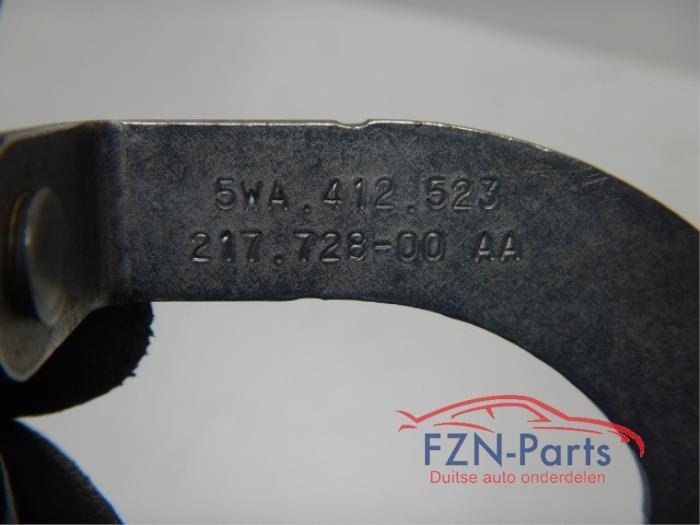 5WA.412.523
217.728-00 AA
FZN-Parts
Duitse auto onderdelen